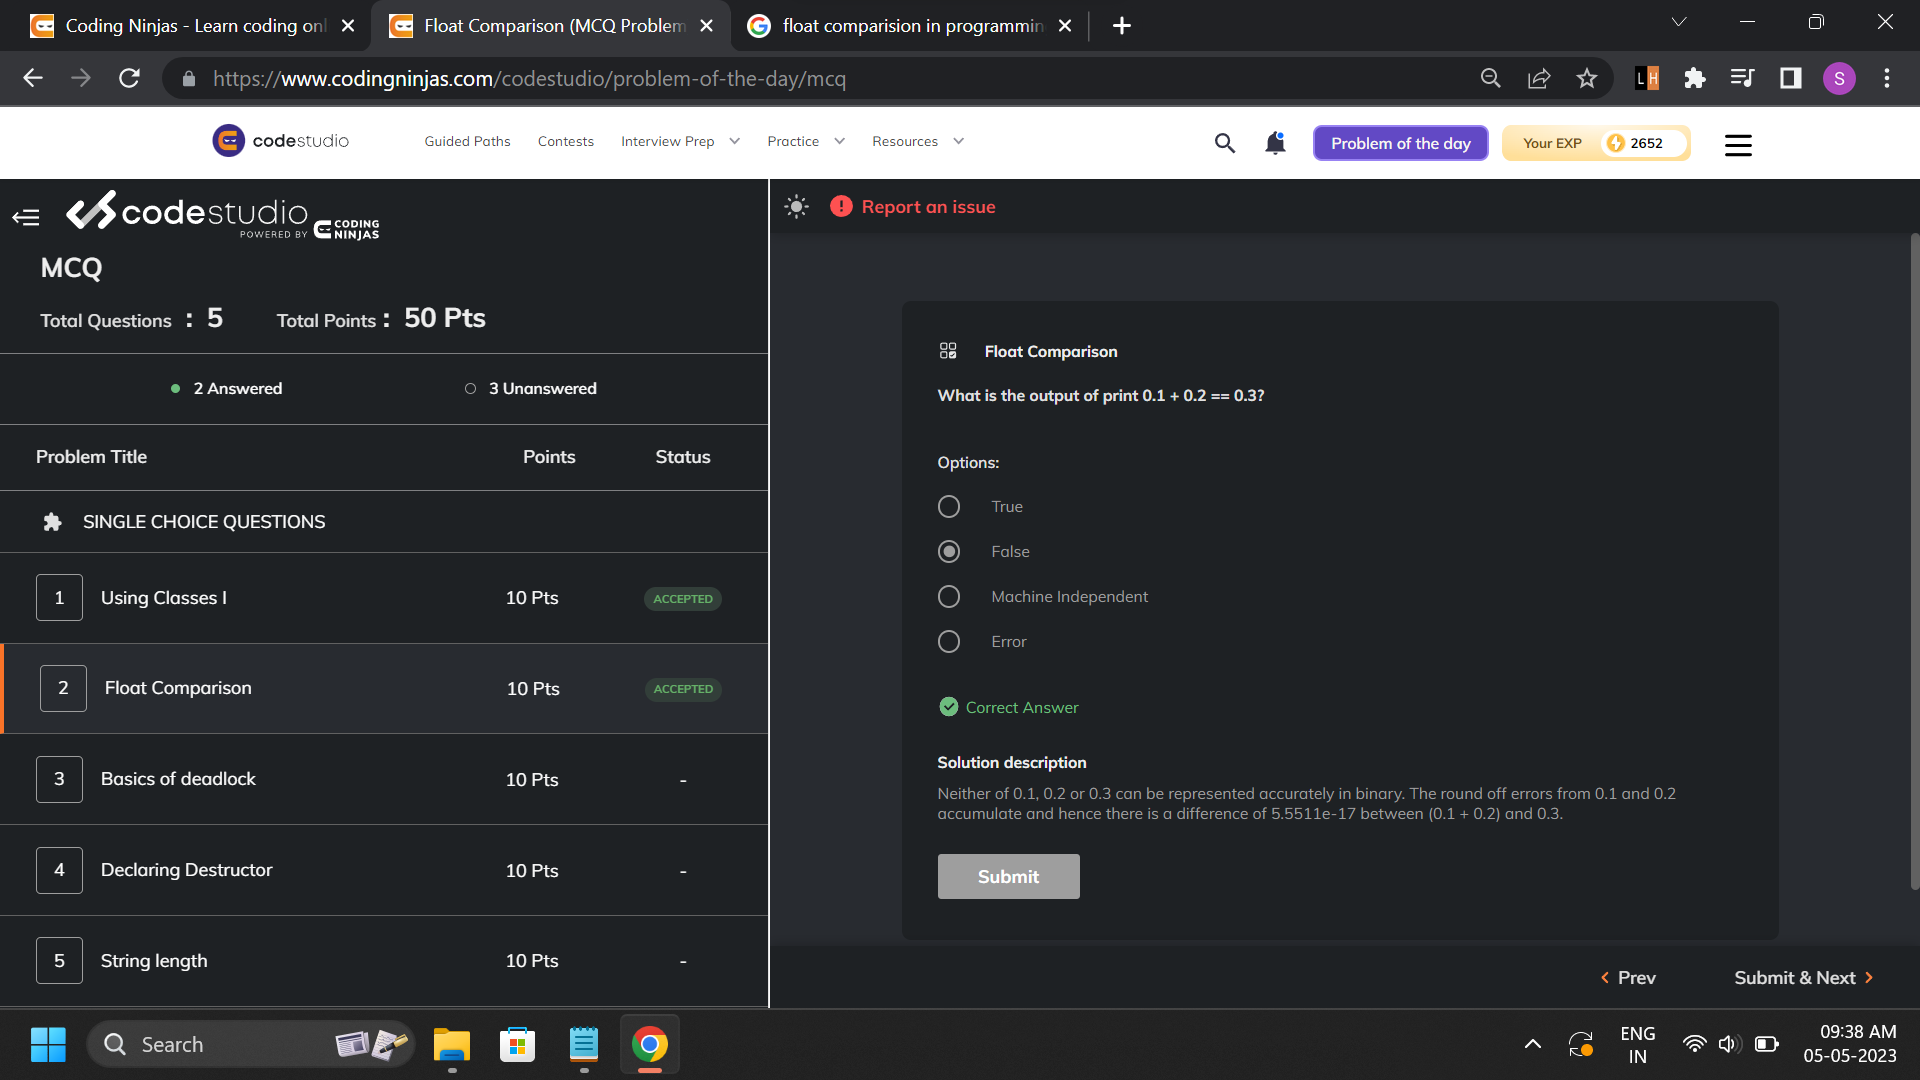 Coding Ninjas - Learn coding onl
Float Comparison (MCQ Problem
float comparision in programmin
https://www.codingninjas.com/codestudio/problem-of-the-day/mcq
LH
S
codestudio
Guided Paths
Contests
Interview Prep
Practice
Resources
Problem of the day
Your EXP
2652
codestudio
POWERED BY CODING NINJAS
Report an issue
MCQ
Total Questions : 5
Total Points : 50 Pts
2 Answered
3 Unanswered
Problem Title
Points
Status
SINGLE CHOICE QUESTIONS
1 Using Classes I 10 Pts ACCEPTED
2 Float Comparison 10 Pts ACCEPTED
3 Basics of deadlock 10 Pts -
4 Declaring Destructor 10 Pts -
5 String length 10 Pts -
Float Comparison
What is the output of print 0.1 + 0.2 == 0.3?
Options:
True
False
Machine Independent
Error
Correct Answer
Solution description
Neither of 0.1, 0.2 or 0.3 can be represented accurately in binary. The round off errors from 0.1 and 0.2
accumulate and hence there is a difference of 5.5511e-17 between (0.1 + 0.2) and 0.3.
Submit
Prev
Submit & Next
Search
ENG
IN
09:38 AM
05-05-2023